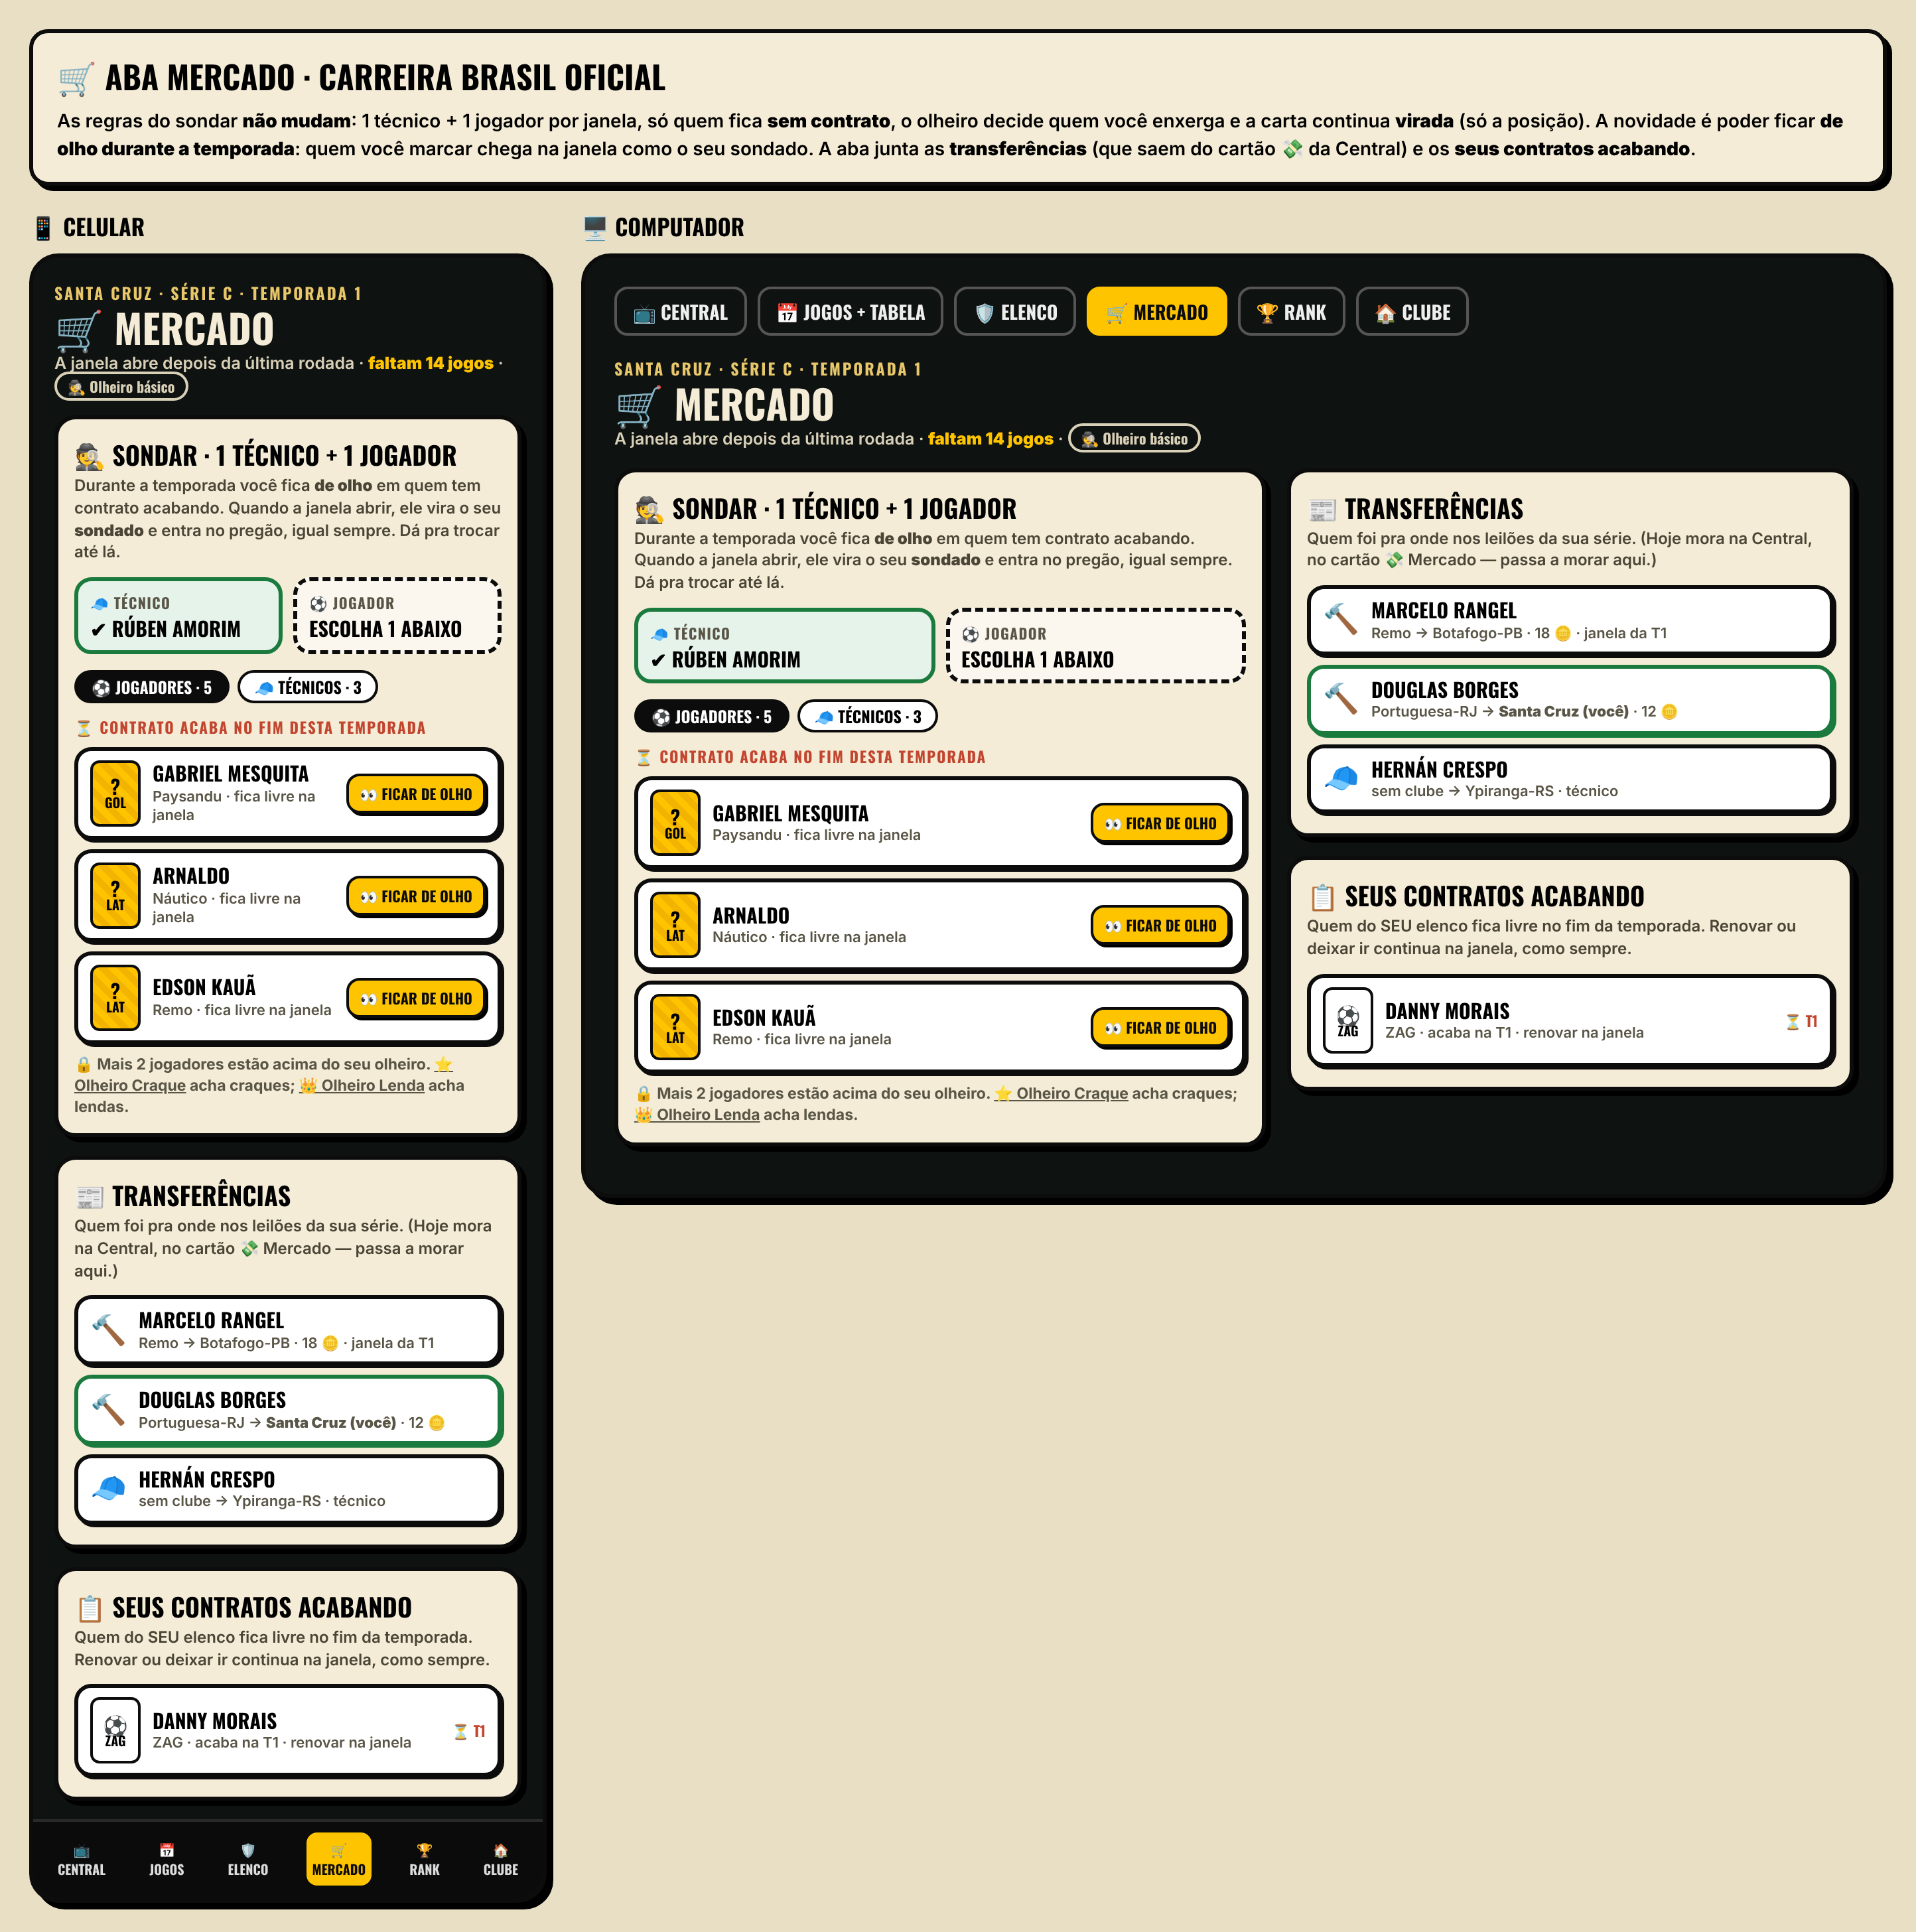 🛒 ABA MERCADO · CARREIRA BRASIL OFICIAL
As regras do sondar não mudam: 1 técnico + 1 jogador por janela, só quem fica sem contrato, o olheiro decide quem você enxerga e a carta continua virada (só a posição). A novidade é poder ficar de
olho durante a temporada: quem você marcar chega na janela como o seu sondado. A aba junta as transferências (que saem do cartão 💸 da Central) e os seus contratos acabando.
📱 CELULAR
SANTA CRUZ · SÉRIE C · TEMPORADA 1
🛒 MERCADO
A janela abre depois da última rodada · faltam 14 jogos ·
🕵️ Olheiro básico
🕵️ SONDAR · 1 TÉCNICO + 1 JOGADOR
Durante a temporada você fica de olho em quem tem
contrato acabando. Quando a janela abrir, ele vira o seu
sondado e entra no pregão, igual sempre. Dá pra trocar
até lá.
🧢 TÉCNICO
✔ RÚBEN AMORIM
⚽ JOGADOR
ESCOLHA 1 ABAIXO
⚽ JOGADORES · 5
🧢 TÉCNICOS · 3
⏳ CONTRATO ACABA NO FIM DESTA TEMPORADA
?
GOL
GABRIEL MESQUITA
Paysandu · fica livre na
janela
👀 FICAR DE OLHO
?
LAT
ARNALDO
Náutico · fica livre na
janela
👀 FICAR DE OLHO
?
LAT
EDSON KAUÃ
Remo · fica livre na janela
👀 FICAR DE OLHO
🔒 Mais 2 jogadores estão acima do seu olheiro. ⭐
Olheiro Craque acha craques; 👑 Olheiro Lenda acha
lendas.
📰 TRANSFERÊNCIAS
Quem foi pra onde nos leilões da sua série. (Hoje mora
na Central, no cartão 💸 Mercado — passa a morar
aqui.)
🔨 MARCELO RANGEL
Remo → Botafogo-PB · 18 🪙 · janela da T1
🔨 DOUGLAS BORGES
Portuguesa-RJ → Santa Cruz (você) · 12 🪙
🧢 HERNÁN CRESPO
sem clube → Ypiranga-RS · técnico
📋 SEUS CONTRATOS ACABANDO
Quem do SEU elenco fica livre no fim da temporada.
Renovar ou deixar ir continua na janela, como sempre.
⚽
ZAG
DANNY MORAIS
ZAG · acaba na T1 · renovar na janela
⏳ T1
📺 CENTRAL
📅 JOGOS
🛡️ ELENCO
🛒 MERCADO
🏆 RANK
🏠 CLUBE
🖥️ COMPUTADOR
📺 CENTRAL
📅 JOGOS + TABELA
🛡️ ELENCO
🛒 MERCADO
🏆 RANK
🏠 CLUBE
SANTA CRUZ · SÉRIE C · TEMPORADA 1
🛒 MERCADO
A janela abre depois da última rodada · faltam 14 jogos · 🕵️ Olheiro básico
🕵️ SONDAR · 1 TÉCNICO + 1 JOGADOR
Durante a temporada você fica de olho em quem tem contrato acabando.
Quando a janela abrir, ele vira o seu sondado e entra no pregão, igual sempre.
Dá pra trocar até lá.
🧢 TÉCNICO
✔ RÚBEN AMORIM
⚽ JOGADOR
ESCOLHA 1 ABAIXO
⚽ JOGADORES · 5
🧢 TÉCNICOS · 3
⏳ CONTRATO ACABA NO FIM DESTA TEMPORADA
?
GOL
GABRIEL MESQUITA
Paysandu · fica livre na janela
👀 FICAR DE OLHO
?
LAT
ARNALDO
Náutico · fica livre na janela
👀 FICAR DE OLHO
?
LAT
EDSON KAUÃ
Remo · fica livre na janela
👀 FICAR DE OLHO
🔒 Mais 2 jogadores estão acima do seu olheiro. ⭐ Olheiro Craque acha craques;
👑 Olheiro Lenda acha lendas.
📰 TRANSFERÊNCIAS
Quem foi pra onde nos leilões da sua série. (Hoje mora na Central,
no cartão 💸 Mercado — passa a morar aqui.)
🔨 MARCELO RANGEL
Remo → Botafogo-PB · 18 🪙 · janela da T1
🔨 DOUGLAS BORGES
Portuguesa-RJ → Santa Cruz (você) · 12 🪙
🧢 HERNÁN CRESPO
sem clube → Ypiranga-RS · técnico
📋 SEUS CONTRATOS ACABANDO
Quem do SEU elenco fica livre no fim da temporada. Renovar ou
deixar ir continua na janela, como sempre.
⚽
ZAG
DANNY MORAIS
ZAG · acaba na T1 · renovar na janela
⏳ T1